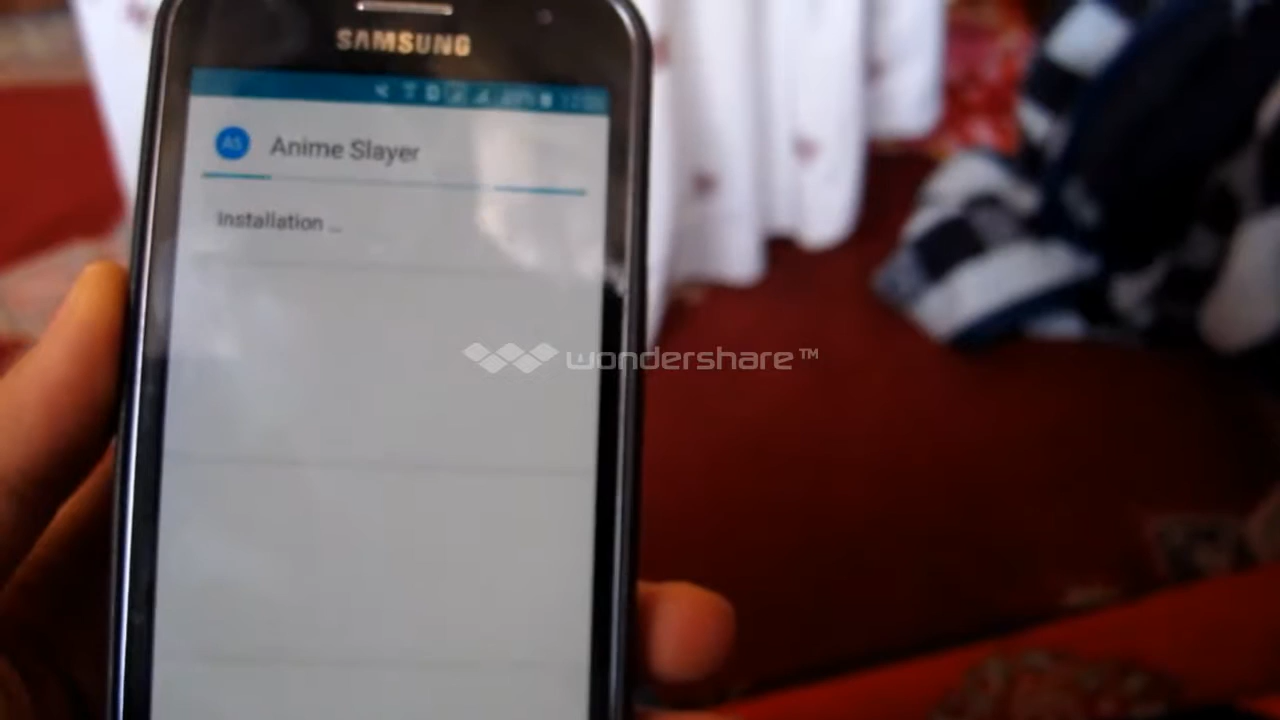 SAMSUNG
AS
Anime Slayer
Installation ...
wondershare™